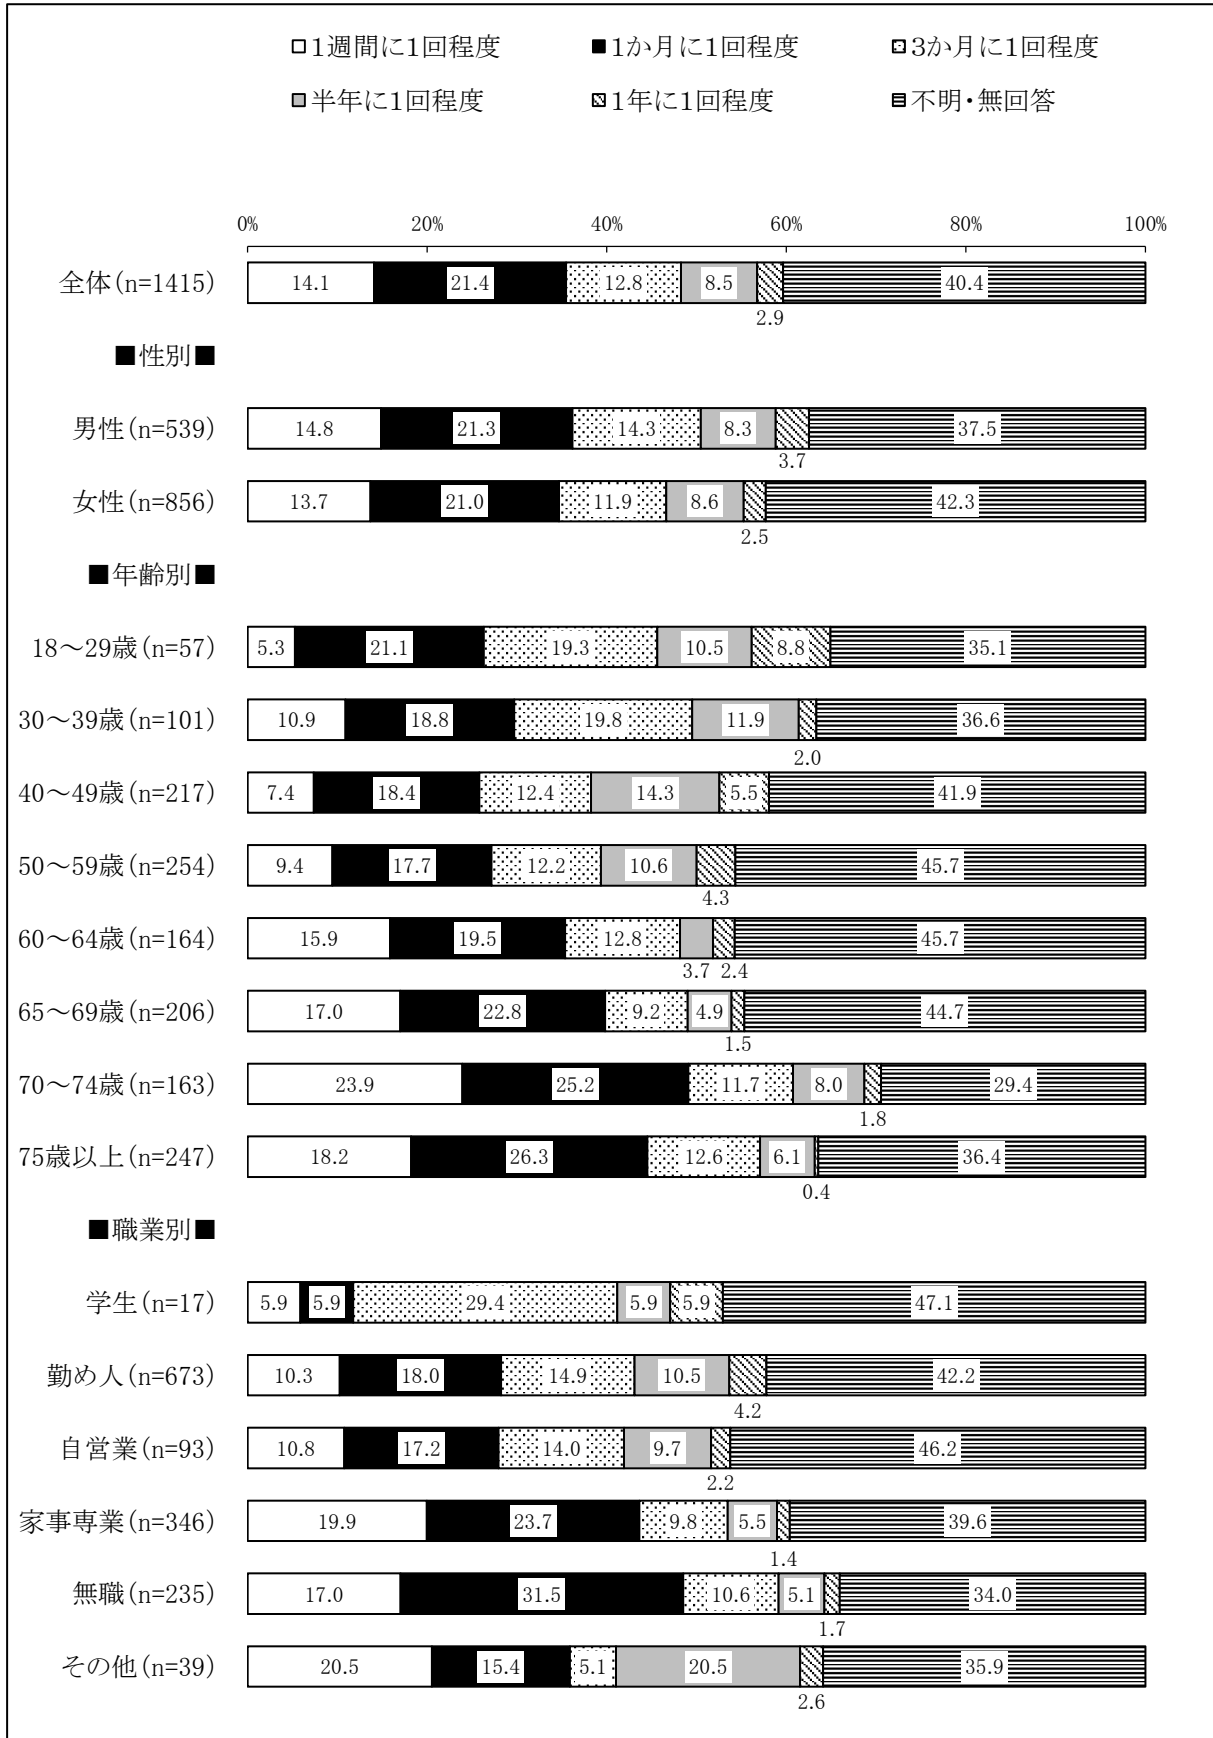 □1週間に1回程度 ■1か月に1回程度 3か月に1回程度
半年に1回程度 1年に1回程度 不明・無回答
0% 20% 40% 60% 80% 100%
全体(n=1415) 14.1 21.4 12.8 8.5 40.4
2.9
■性別■
男性(n=539) 14.8 21.3 14.3 8.3 37.5
3.7
女性(n=856) 13.7 21.0 11.9 8.6 42.3
2.5
■年齢別■
18～29歳(n=57) 5.3 21.1 19.3 10.5 8.8 35.1
30～39歳(n=101) 10.9 18.8 19.8 11.9 36.6
2.0
40～49歳(n=217) 7.4 18.4 12.4 14.3 5.5 41.9
50～59歳(n=254) 9.4 17.7 12.2 10.6 45.7
4.3
60～64歳(n=164) 15.9 19.5 12.8 45.7
3.7 2.4
65～69歳(n=206) 17.0 22.8 9.2 4.9 44.7
1.5
70～74歳(n=163) 23.9 25.2 11.7 8.0 29.4
1.8
75歳以上(n=247) 18.2 26.3 12.6 6.1 36.4
0.4
■職業別■
学生(n=17) 5.9 5.9 29.4 5.9 5.9 47.1
勤め人(n=673) 10.3 18.0 14.9 10.5 42.2
4.2
自営業(n=93) 10.8 17.2 14.0 9.7 46.2
2.2
家事専業(n=346) 19.9 23.7 9.8 5.5 39.6
1.4
無職(n=235) 17.0 31.5 10.6 5.1 34.0
1.7
その他(n=39) 20.5 15.4 5.1 20.5 35.9
2.6